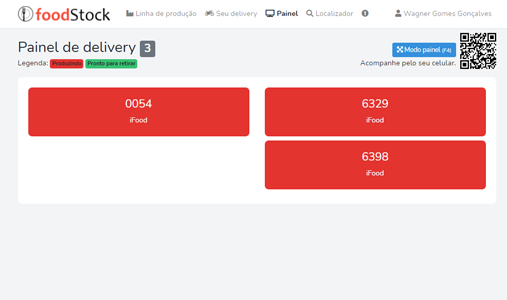 foodStock
Linha de produção
Seu delivery
Painel
Localizador
Wagner Gomes Gonçalves
Painel de delivery 3
Modo painel (F4)
Legenda: Produzindo Pronto para retirar
Acompanhe pelo seu celular.
0054
iFood
6329
iFood
6398
iFood